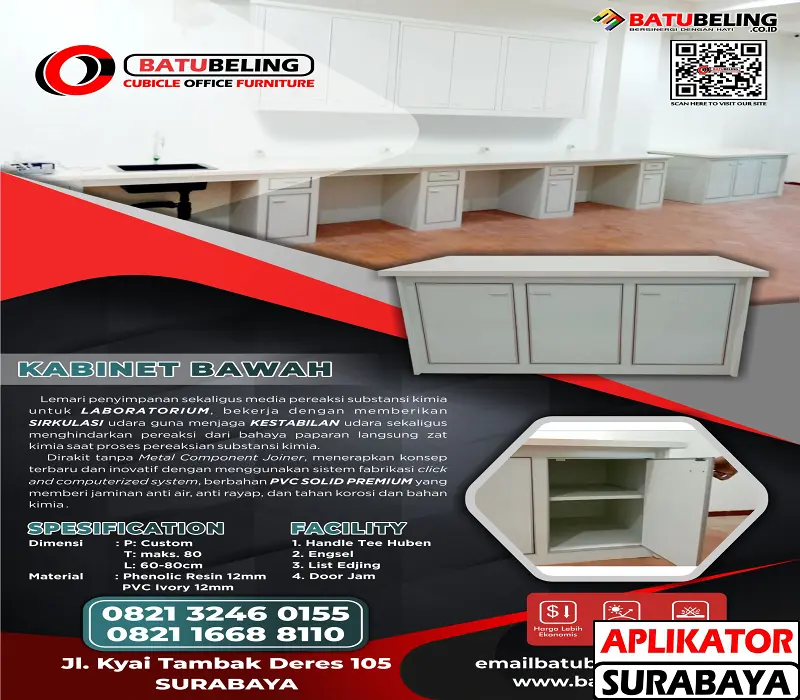 BATUBELING
CUBICLE OFFICE FURNITURE
BATUBELING
.CO.ID
BERSINERGI DENGAN HATI
BATUBELING
SCAN HERE TO VISIT OUR SITE
KABINET BAWAH
Lemari penyimpanan sekaligus media pereaksi substansi kimia
untuk LABORATORIUM, bekerja dengan memberikan
SIRKULASI udara guna menjaga KESTABILAN udara sekaligus
menghindarkan pereaksi dari bahaya paparan langsung zat
kimia saat proses pereaksian substansi kimia.
Dirakit tanpa Metal Component Joiner, menerapkan konsep
terbaru dan inovatif dengan menggunakan sistem fabrikasi click
and computerized system, berbahan PVC SOLID PREMIUM yang
memberi jaminan anti air, anti rayap, dan tahan korosi dan bahan
kimia.
SPESIFICATION
Dimensi : P: Custom
T: maks. 80
L: 60-80cm
Material : Phenolic Resin 12mm
PVC Ivory 12mm
FACILITY
1. Handle Tee Huben
2. Engsel
3. List Edjing
4. Door Jam
0821 3246 0155
0821 1668 8110
Jl. Kyai Tambak Deres 105
SURABAYA
Harga Lebih
Ekonomis
emailbatub
www.ba
APLIKATOR
SURABAYA